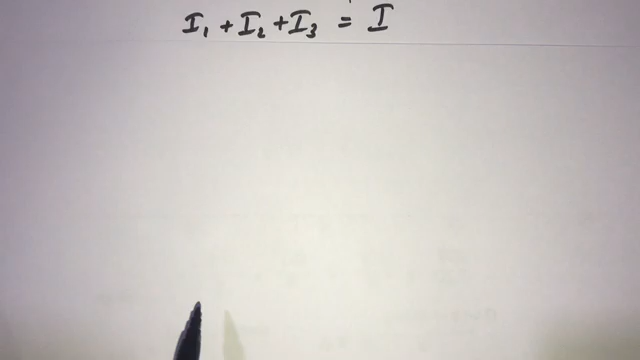 I₁ + I₂ + I₃ = I